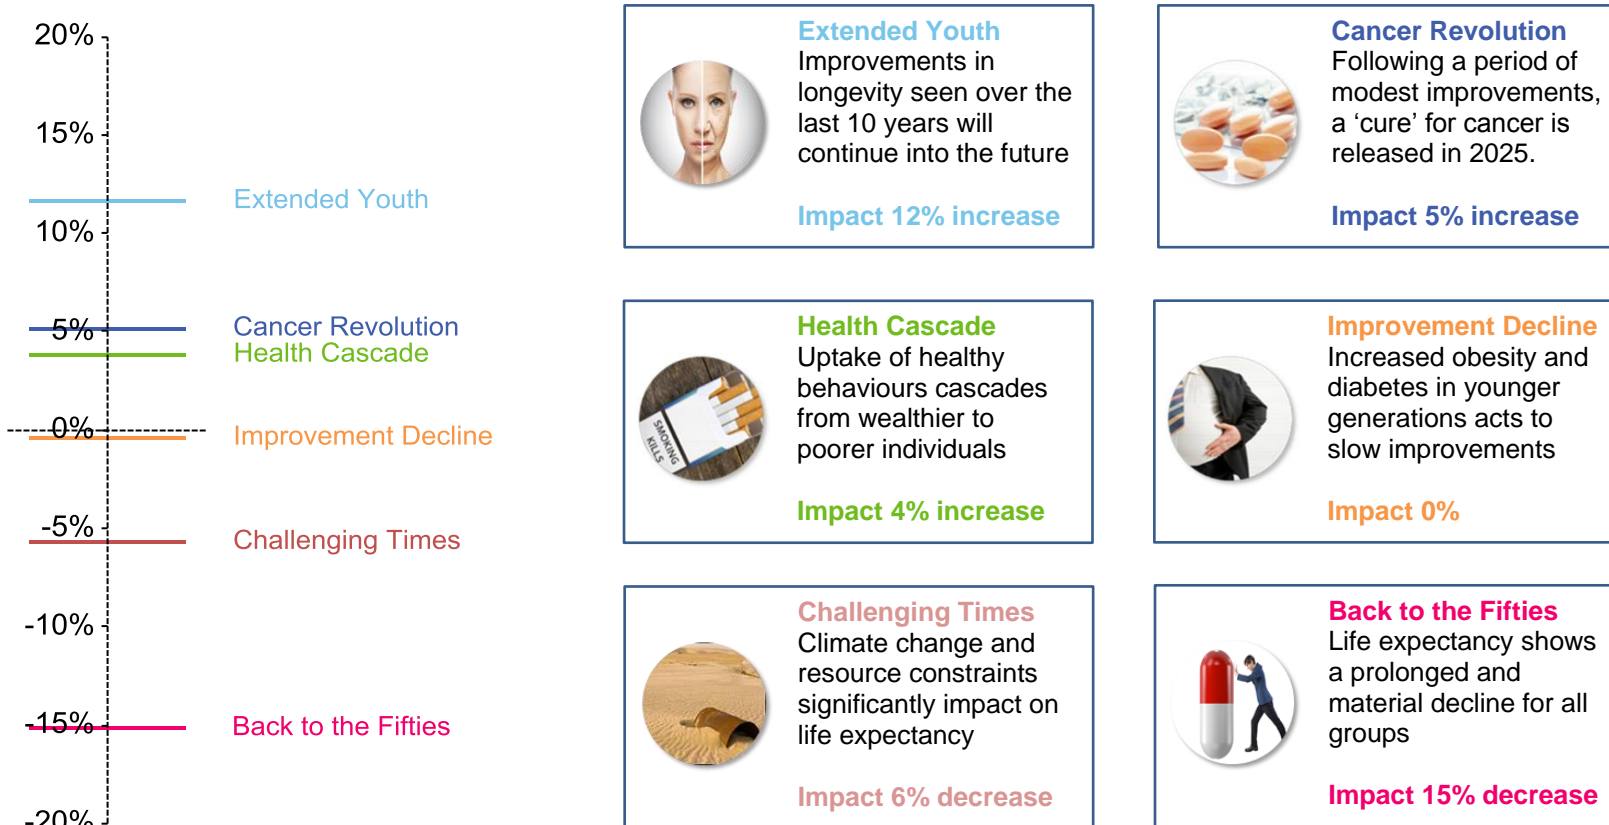 20%
15%
10%
5%
0%
-5%
-10%
-15%
-20%
Extended Youth
Cancer Revolution
Health Cascade
Improvement Decline
Challenging Times
Back to the Fifties
Extended Youth
Improvements in
longevity seen over the
last 10 years will
continue into the future
Impact 12% increase
Cancer Revolution
Following a period of
modest improvements,
a ‘cure’ for cancer is
released in 2025.
Impact 5% increase
Health Cascade
Uptake of healthy
behaviours cascades
from wealthier to
poorer individuals
Impact 4% increase
SMOKING
KILLS
Improvement Decline
Increased obesity and
diabetes in younger
generations acts to
slow improvements
Impact 0%
Challenging Times
Climate change and
resource constraints
significantly impact on
life expectancy
Impact 6% decrease
Back to the Fifties
Life expectancy shows
a prolonged and
material decline for all
groups
Impact 15% decrease